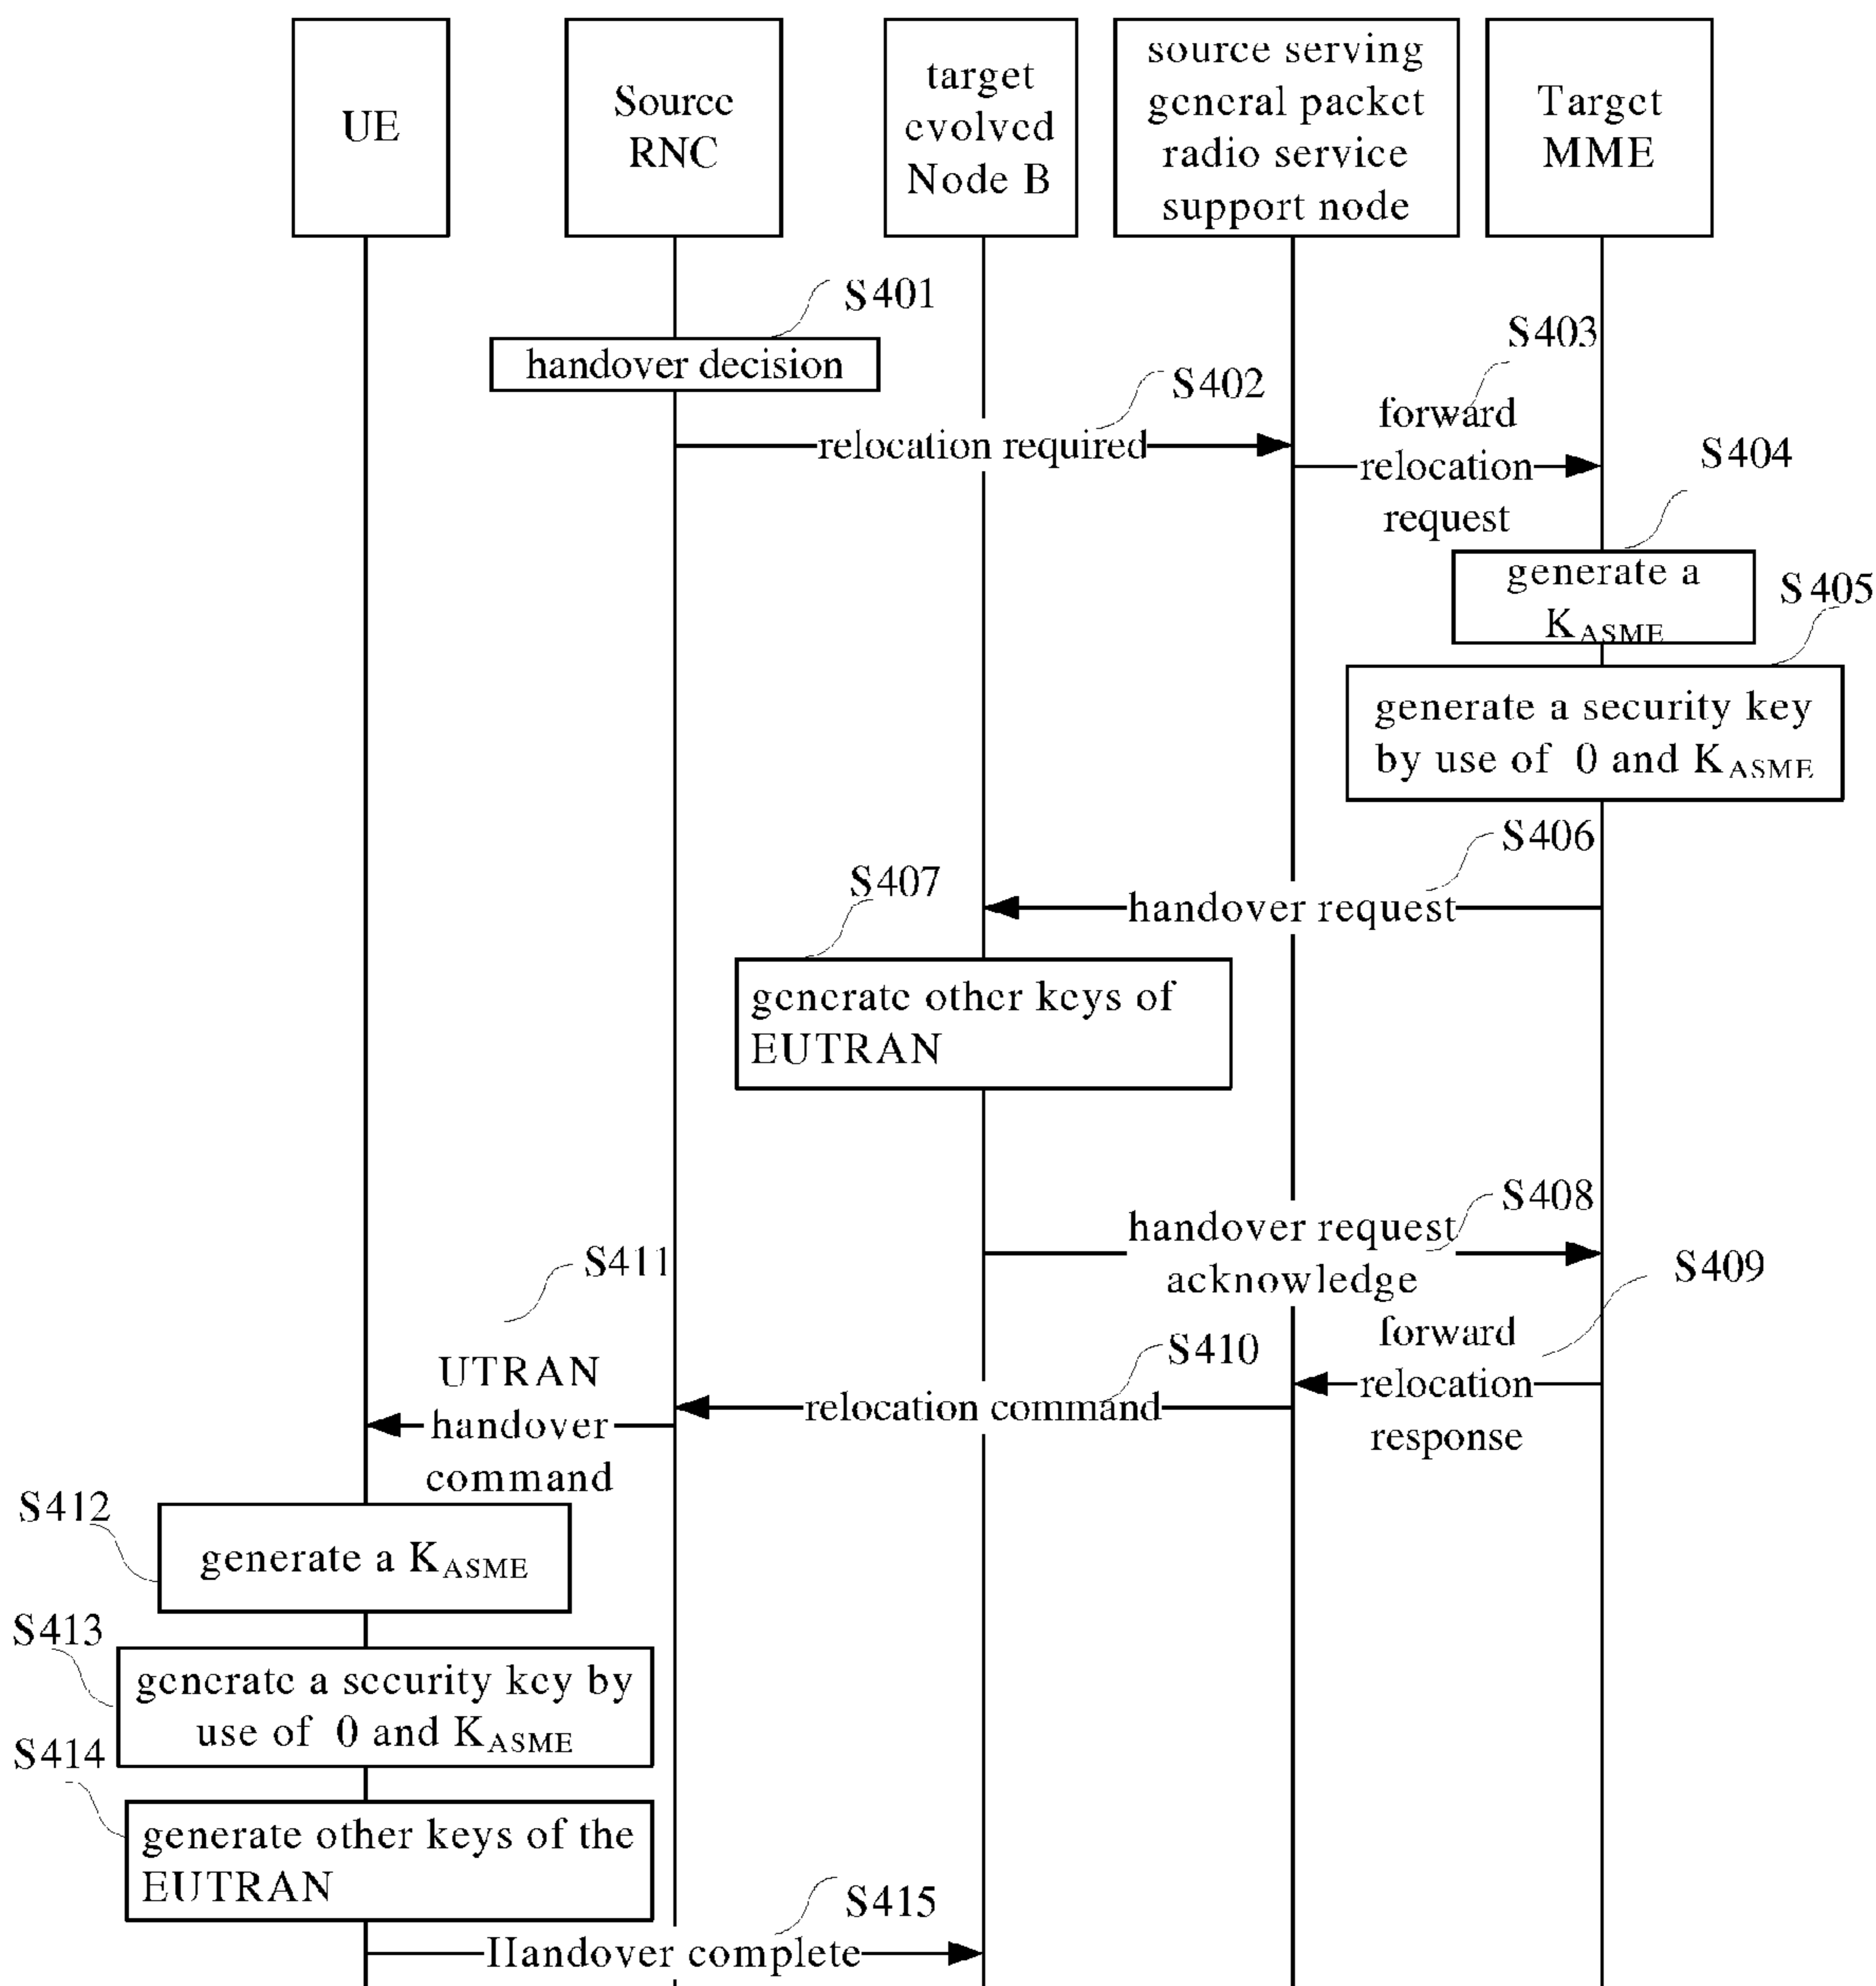 UE
Source
RNC
target
evolved
Node B
source serving
general packet
radio service
support node
Target
MME
S401
handover decision
S402
relocation required
S403
forward
relocation
request
S404
generate a
KASME
S405
generate a security key
by use of 0 and KASME
S406
handover request
S407
generate other keys of
EUTRAN
S408
handover request
acknowledge
S409
forward
relocation
response
S410
relocation command
S411
UTRAN
handover
command
S412
generate a KASME
S413
generate a security key by
use of 0 and KASME
S414
generate other keys of the
EUTRAN
S415
Handover complete